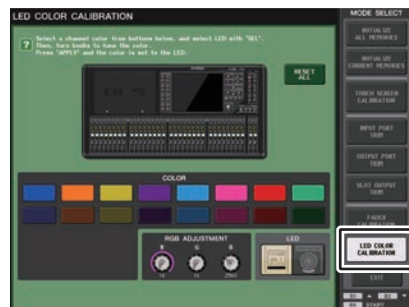 LED COLOR CALIBRATION
MODE SELECT
Select a channel color from buttons below, and select LED with 'SEL'.
Then, turn knobs to tune the color.
Press 'APPLY' and the color is set to the LED.
RESET
ALL
INITIALIZE
ALL MEMORIES
INITIALIZE
CURRENT MEMORIES
TOUCH SCREEN
CALIBRATION
INPUT PORT
TRIM
OUTPUT PORT
TRIM
SLOT OUTPUT
TRIM
FADER
CALIBRATION
LED COLOR
CALIBRATION
EXIT
START
COLOR
RGB ADJUSTMENT
R G B
LED